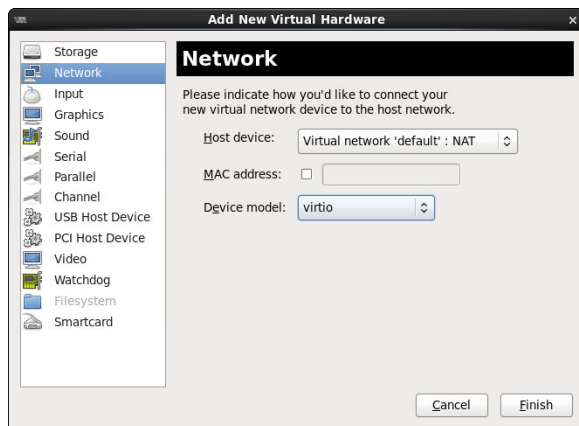 Add New Virtual Hardware
Storage
Network
Input
Graphics
Sound
Serial
Parallel
Channel
USB Host Device
PCI Host Device
Video
Watchdog
Filesystem
Smartcard
Network
Please indicate how you'd like to connect your
new virtual network device to the host network.
Host device: Virtual network 'default' : NAT
MAC address:
Device model: virtio
Cancel Finish